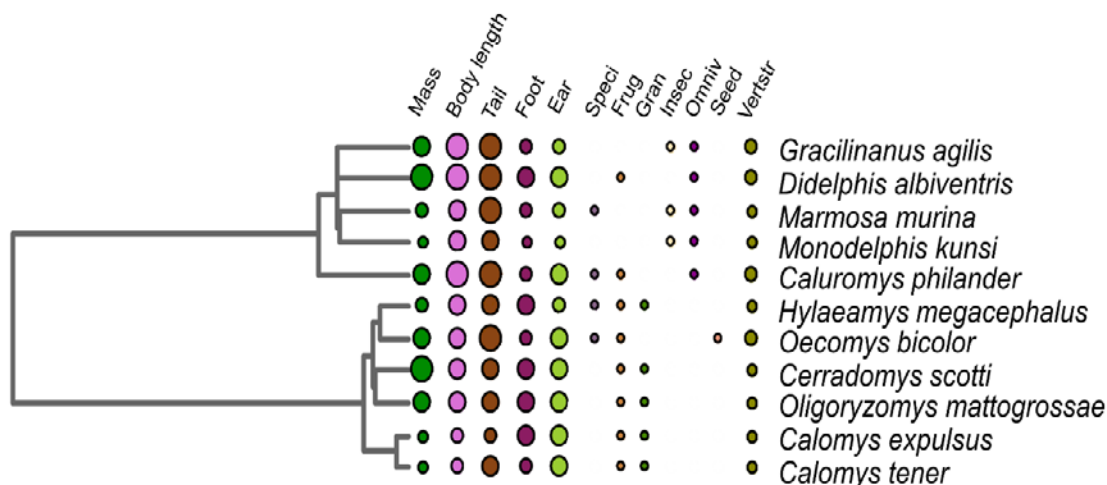 Mass
Body length
Tail
Foot
Ear
Speci
Frug
Gran
Insec
Omniv
Seed
Vertstr
Gracilinanus agilis
Didelphis albiventris
Marmosa murina
Monodelphis kunsi
Caluromys philander
Hylaeamys megacephalus
Oecomys bicolor
Cerradomys scotti
Oligoryzomys mattogrossae
Calomys expulsus
Calomys tener